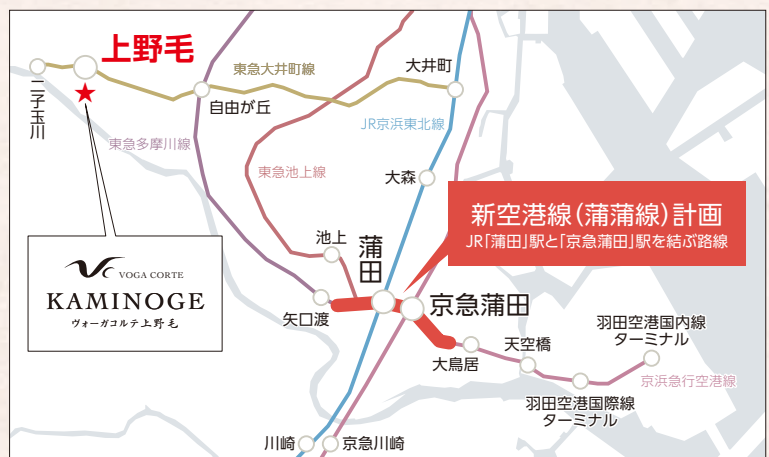 上野毛
二子玉川
東急大井町線
大井町
自由が丘
JR京浜東北線
東急多摩川線
東急池上線
大森
新空港線(蒲蒲線)計画
JR「蒲田」駅と「京急蒲田」駅を結ぶ路線
池上
蒲田
VOGA CORTE
KAMINOGE
ヴォーガコルテ上野毛
矢口渡
京急蒲田
大鳥居
天空橋
羽田空港国内線
ターミナル
京浜急行空港線
羽田空港国際線
ターミナル
川崎
京急川崎